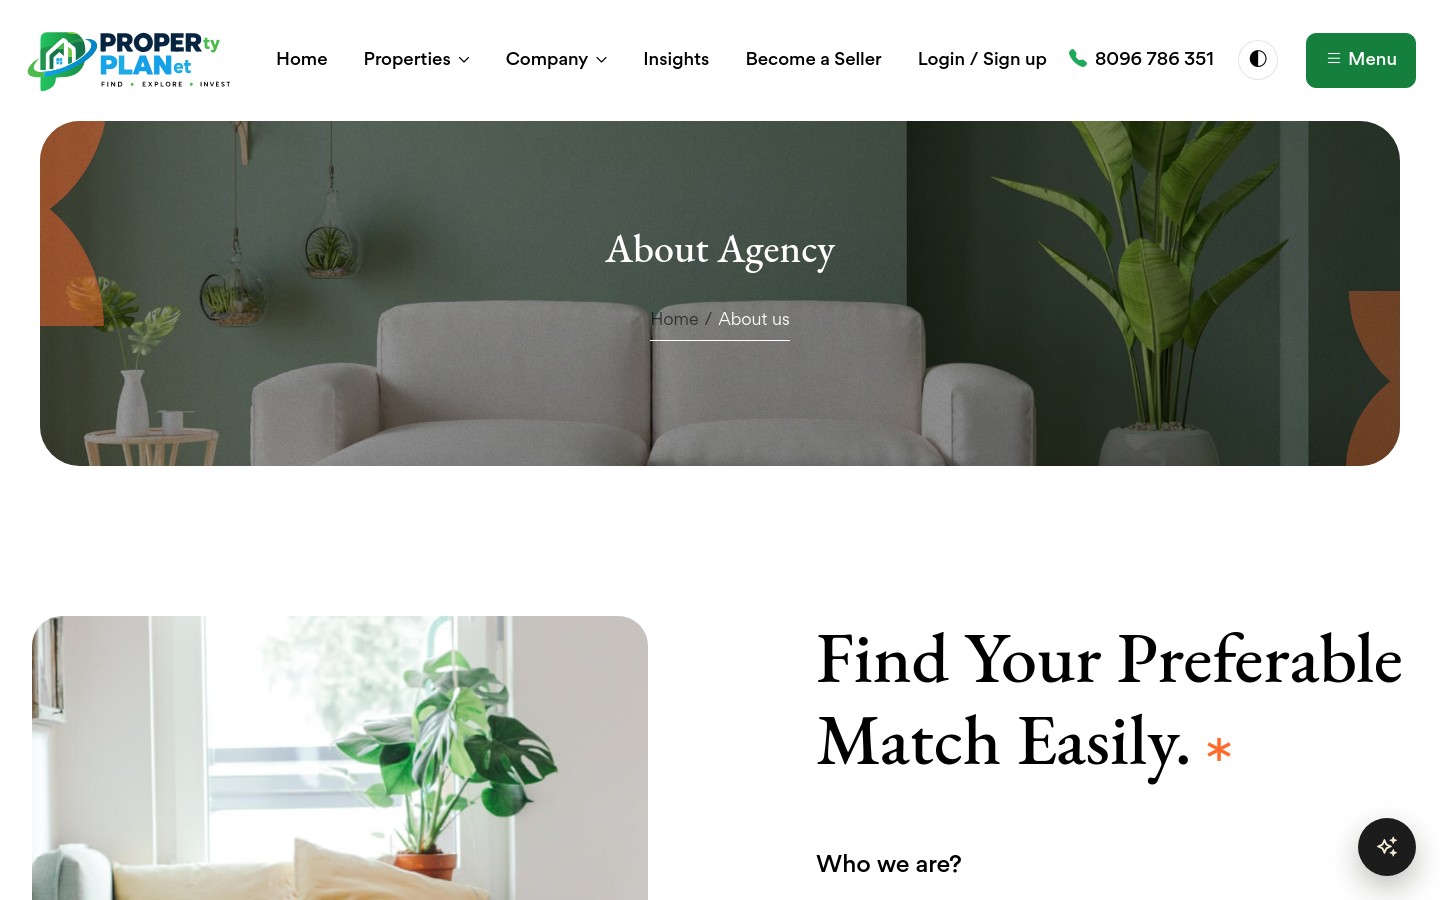 PROPERty
PLANet
FIND • EXPLORE • INVEST
Home
Properties
Company
Insights
Become a Seller
Login / Sign up
8096 786 351
Menu
About Agency
Home / About us
Find Your Preferable
Match Easily. *
Who we are?